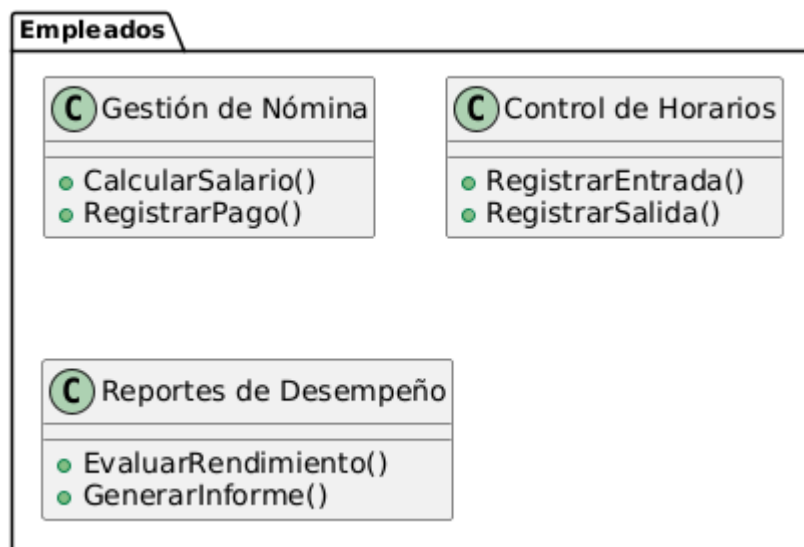 Empleados
C Gestión de Nómina
CalcularSalario()
RegistrarPago()
C Control de Horarios
RegistrarEntrada()
RegistrarSalida()
C Reportes de Desempeño
EvaluarRendimiento()
GenerarInforme()